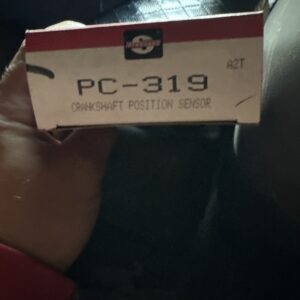 A2T
PC-319
CRANKSHAFT POSITION SENSOR